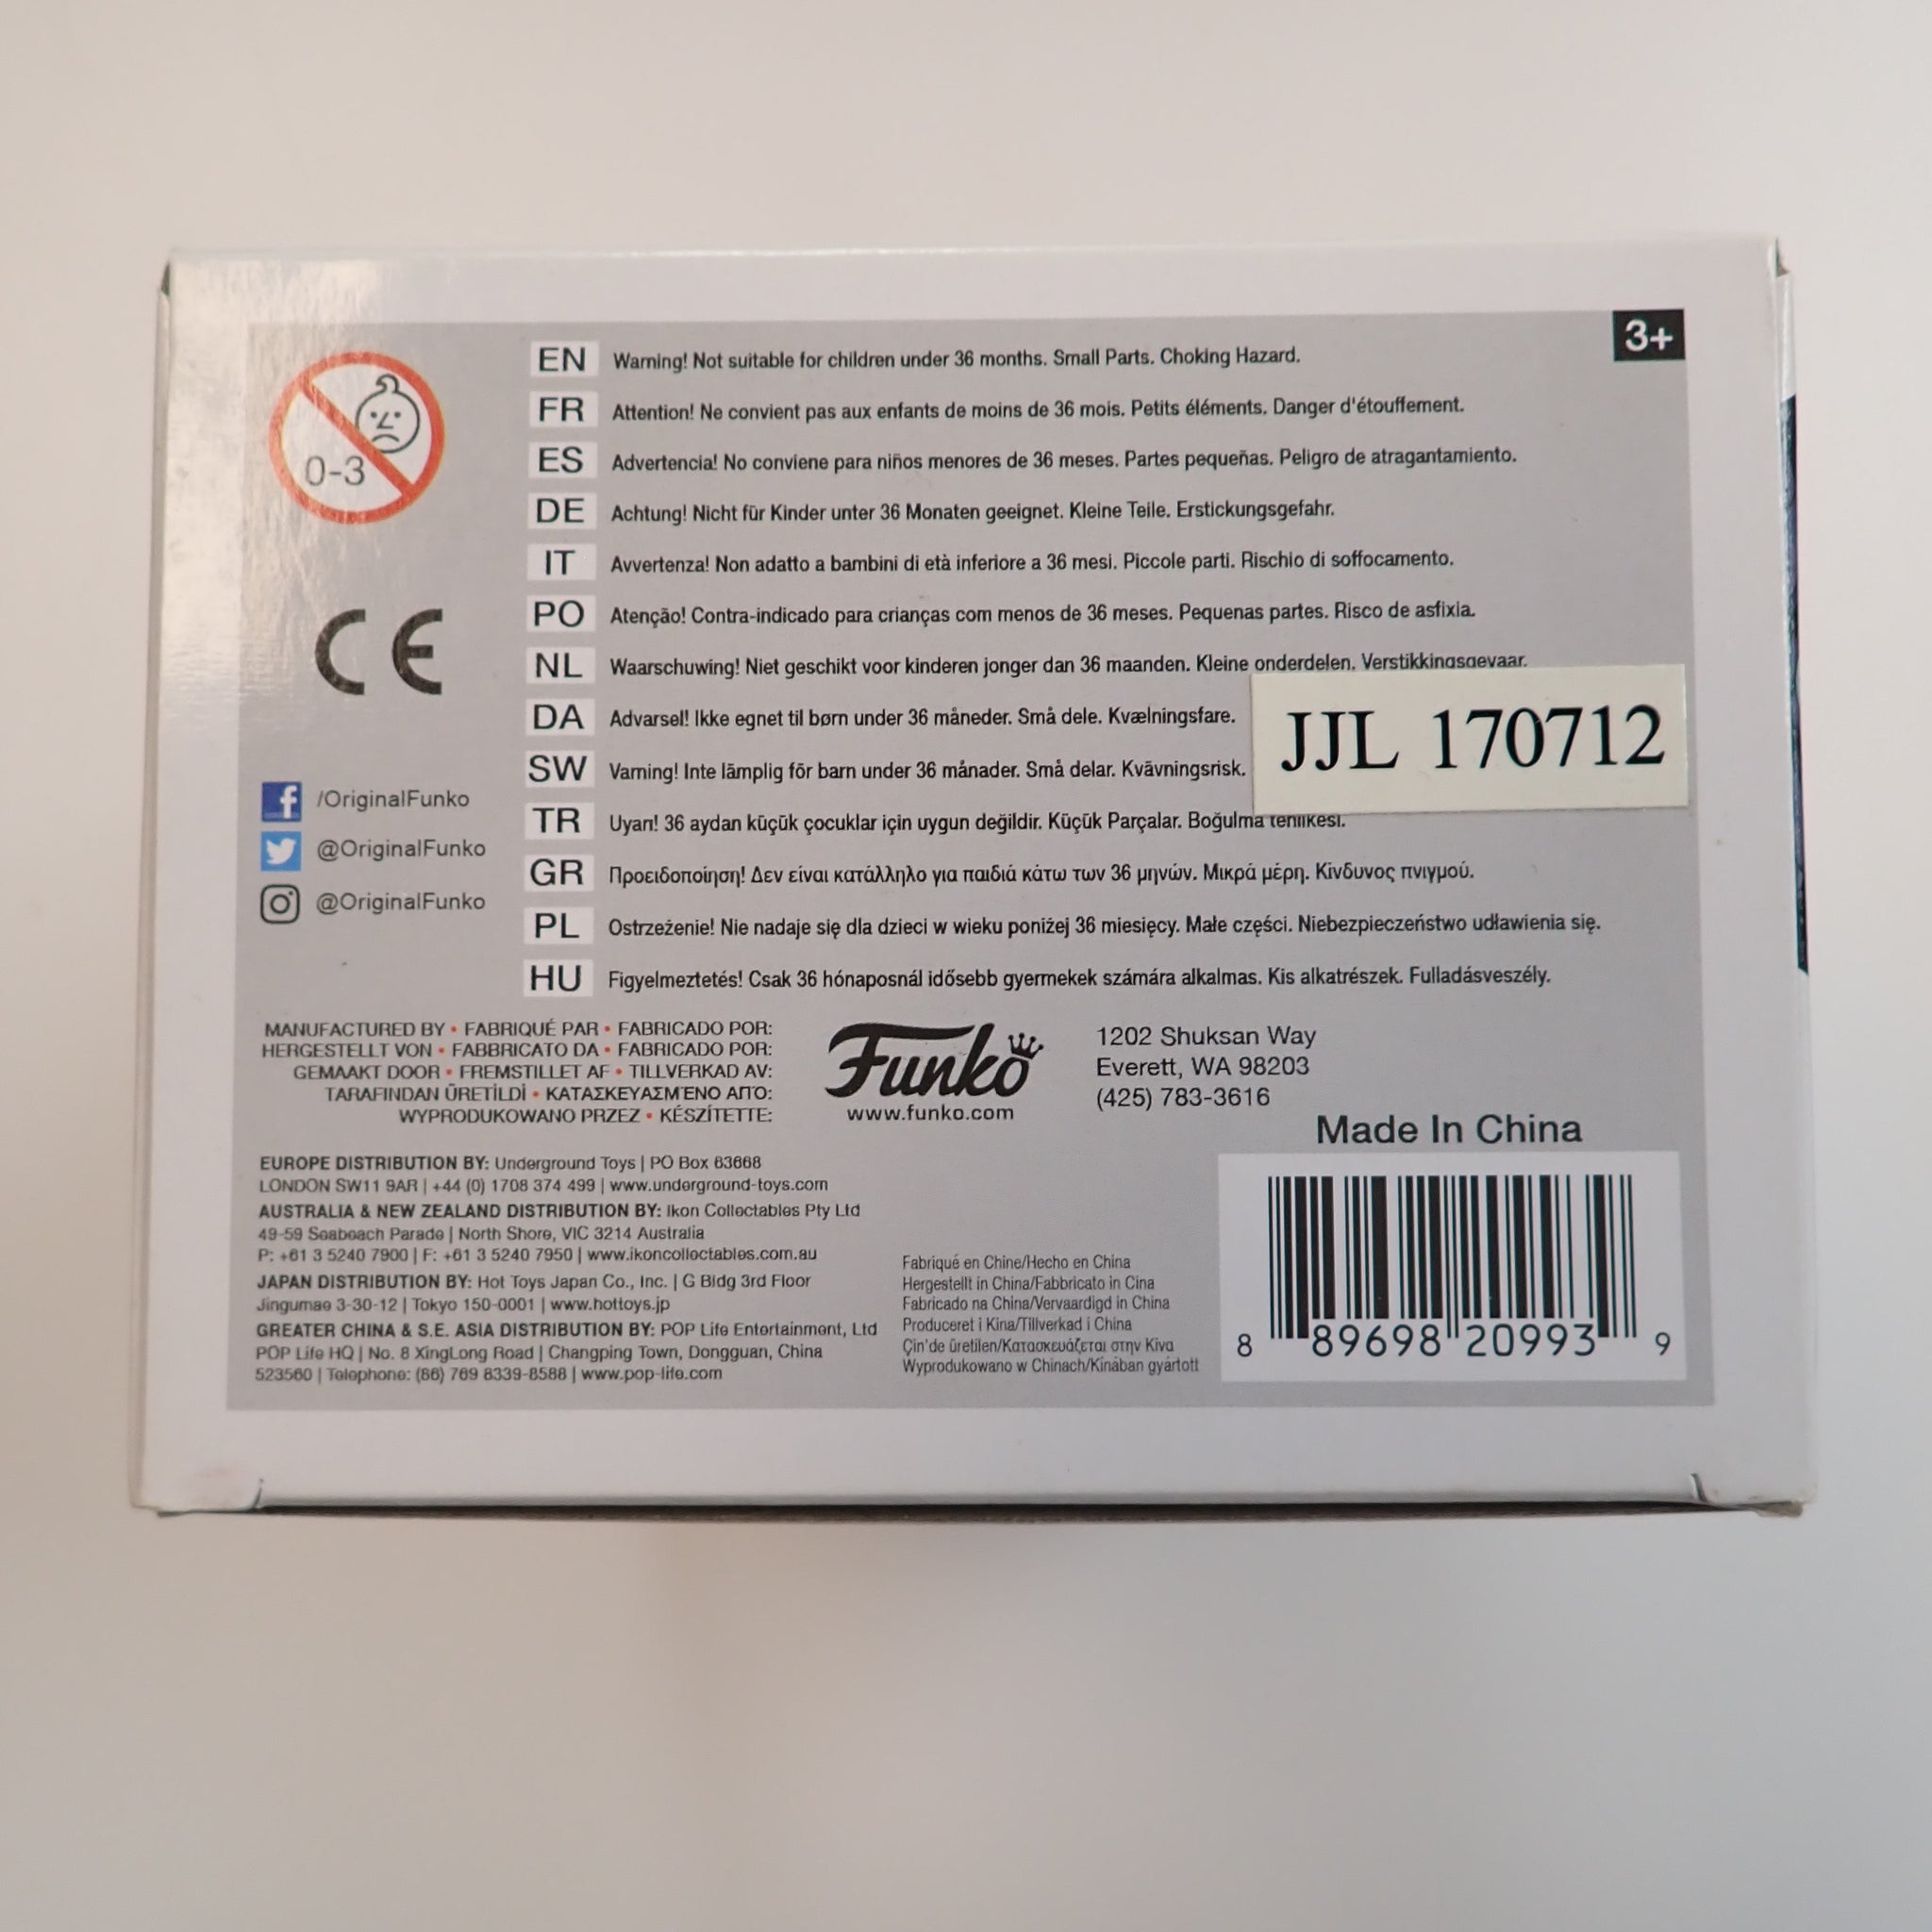 3+
0-3
EN Warning! Not suitable for children under 36 months. Small Parts. Choking Hazard.
FR Attention! Ne convient pas aux enfants de moins de 36 mois. Petits éléments. Danger d'étouffement.
ES Advertencia! No conviene para niños menores de 36 meses. Partes pequeñas. Peligro de atragantamiento.
DE Achtung! Nicht für Kinder unter 36 Monaten geeignet. Kleine Teile. Erstickungsgefahr.
IT Avvertenza! Non adatto a bambini di età inferiore a 36 mesi. Piccole parti. Rischio di soffocamento.
PO Atenção! Contra-indicado para crianças com menos de 36 meses. Pequenas partes. Risco de asfixia.
NL Waarschuwing! Niet geschikt voor kinderen jonger dan 36 maanden. Kleine onderdelen. Verstikkingsgevaar.
DA Advarsel! Ikke egnet til børn under 36 måneder. Små dele. Kvælningsfare.
SW Varning! Inte lämplig för barn under 36 månader. Små delar. Kvävningsrisk.
TR Uyarı! 36 aydan küçük çocuklar için uygun değildir. Küçük Parçalar. Boğulma tehlikesi.
GR Προειδοποίηση! Δεν είναι κατάλληλο για παιδιά κάτω των 36 μηνών. Μικρά μέρη. Κίνδυνος πνιγμού.
PL Ostrzeżenie! Nie nadaje się dla dzieci w wieku poniżej 36 miesięcy. Małe części. Niebezpieczeństwo udławienia się.
HU Figyelmeztetés! Csak 36 hónaposnál idősebb gyermekek számára alkalmas. Kis alkatrészek. Fulladásveszély.
JJL 170712
CE
/OriginalFunko
@OriginalFunko
@OriginalFunko
MANUFACTURED BY • FABRIQUÉ PAR • FABRICADO POR:
HERGESTELLT VON • FABBRICATO DA • FABRICADO POR:
GEMAAKT DOOR • FREMSTILLET AF • TILLVERKAD AV:
TARAFINDAN ÜRETİLDİ • ΚΑΤΑΣΚΕΥΑΣΜΈΝΟ ΑΠΌ:
WYPRODUKOWANO PRZEZ • KÉSZÍTETTE:
Funko
www.funko.com
1202 Shuksan Way
Everett, WA 98203
(425) 783-3616
Made In China
EUROPE DISTRIBUTION BY: Underground Toys | PO Box 63668
LONDON SW11 9AR | +44 (0) 1708 374 499 | www.underground-toys.com
AUSTRALIA & NEW ZEALAND DISTRIBUTION BY: Ikon Collectables Pty Ltd
49-59 Seabeach Parade | North Shore, VIC 3214 Australia
P: +61 3 5240 7900 | F: +61 3 5240 7950 | www.ikoncollectables.com.au
JAPAN DISTRIBUTION BY: Hot Toys Japan Co., Inc. | G Bldg 3rd Floor
Jingumae 3-30-12 | Tokyo 150-0001 | www.hottoys.jp
GREATER CHINA & S.E. ASIA DISTRIBUTION BY: POP Life Entertainment, Ltd
POP Life HQ | No. 8 XingLong Road | Changping Town, Dongguan, China
523560 | Telephone: (86) 769 8339-8588 | www.pop-life.com
Fabriqué en Chine/Hecho en China
Hergestellt in China/Fabbricato in Cina
Fabricado na China/Vervaardigd in China
Produceret i Kina/Tillverkad i China
Çin'de üretilen/Κατασκευάζεται στην Κίνα
Wyprodukowano w Chinach/Kínában gyártott
8 89698 20993 9